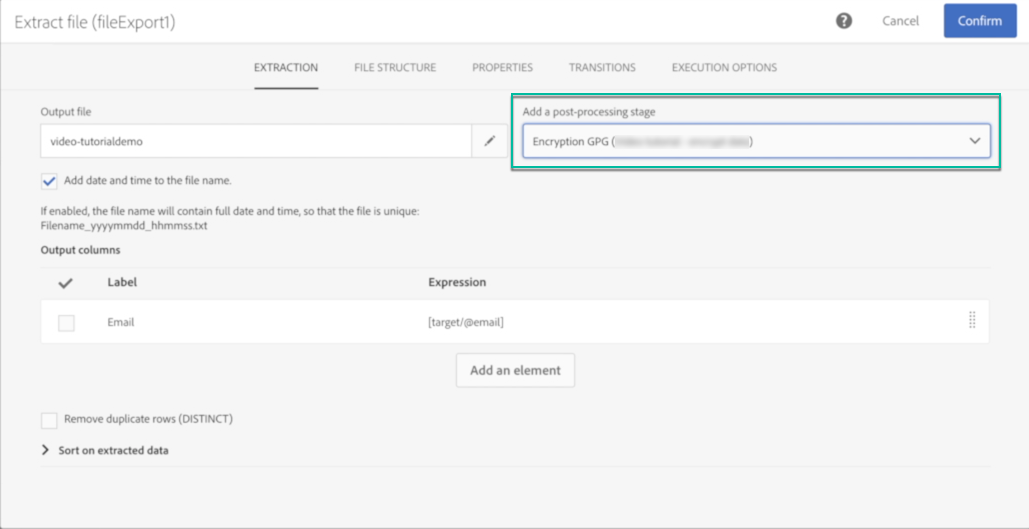 Extract file (fileExport1)
? Cancel Confirm
EXTRACTION FILE STRUCTURE PROPERTIES TRANSITIONS EXECUTION OPTIONS
Output file
video-tutorialdemo
Add a post-processing stage
Encryption GPG ( )
Add date and time to the file name.
If enabled, the file name will contain full date and time, so that the file is unique:
Filename_yyyymmdd_hhmmss.txt
Output columns
Label Expression
Email [target/@email]
Add an element
Remove duplicate rows (DISTINCT)
Sort on extracted data